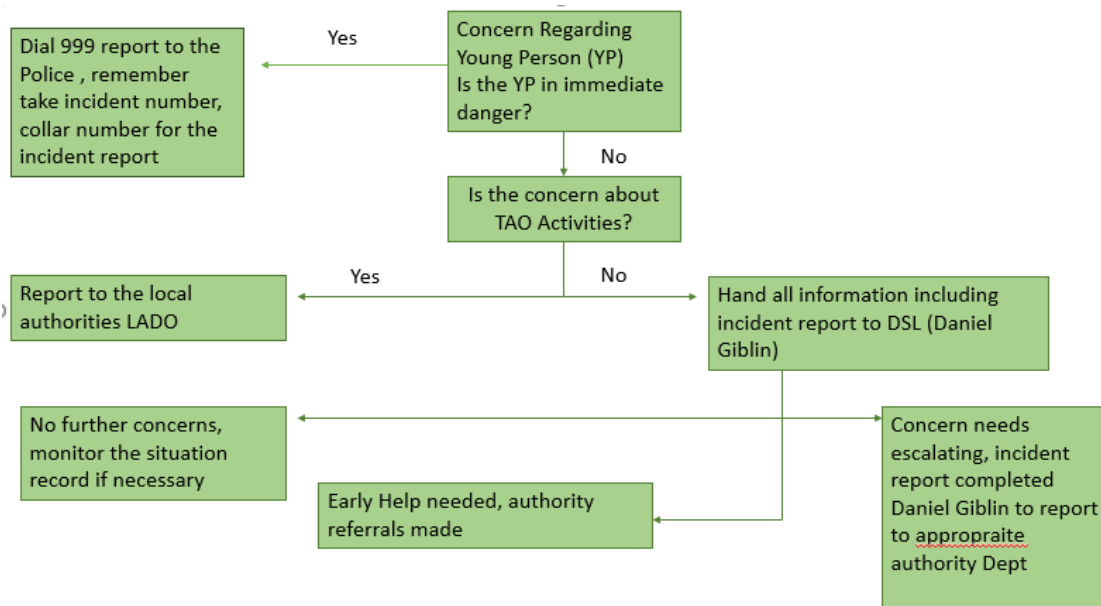 Concern Regarding
Young Person (YP)
Is the YP in immediate
danger?
Yes
Dial 999 report to the
Police , remember
take incident number,
collar number for the
incident report
No
Is the concern about
TAO Activities?
Yes
No
Report to the local
authorities LADO
Hand all information including
incident report to DSL (Daniel
Giblin)
No further concerns,
monitor the situation
record if necessary
Early Help needed, authority
referrals made
Concern needs
escalating, incident
report completed
Daniel Giblin to report
to appropraite
authority Dept